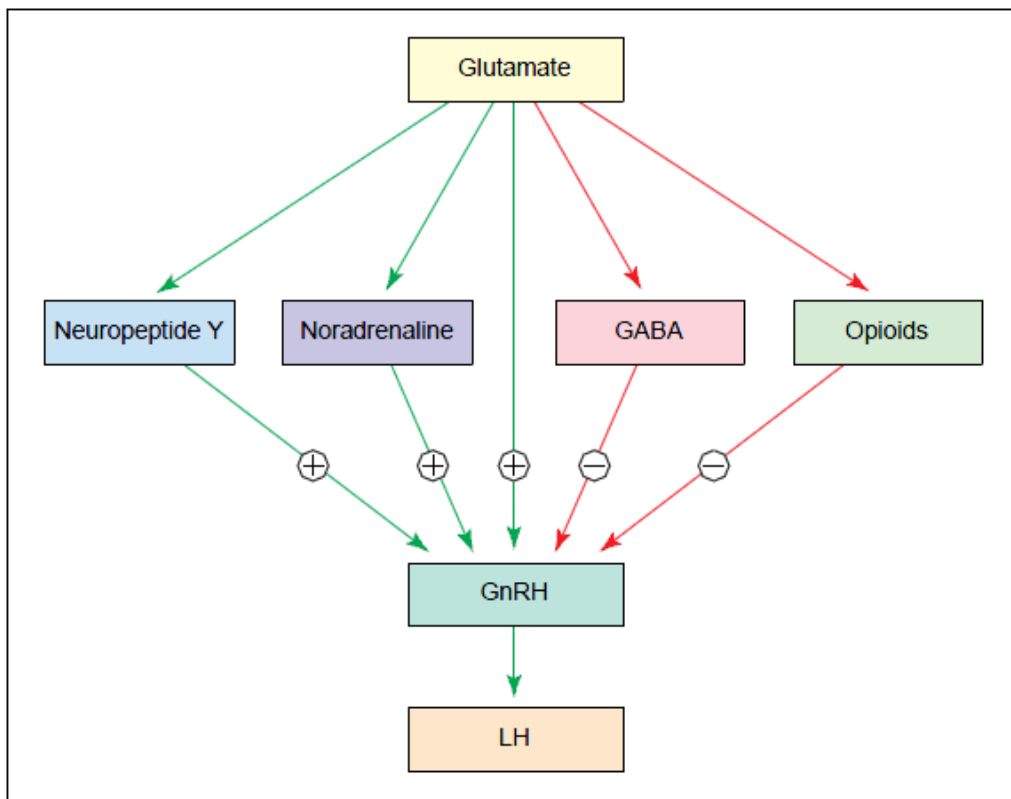 Glutamate
Neuropeptide Y
Noradrenaline
GABA
Opioids
+
+
+
−
−
GnRH
LH